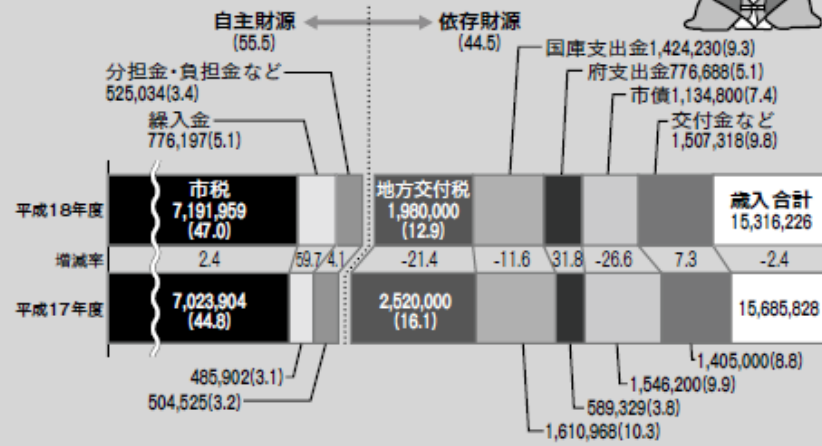 自主財源
(55.5)
依存財源
(44.5)
国庫支出金1,424,230(9.3)
府支出金776,688(5.1)
市債1,134,800(7.4)
交付金など
1,507,318(9.8)
分担金・負担金など
525,034(3.4)
繰入金
776,197(5.1)
平成18年度
市税
7,191,959
(47.0)
地方交付税
1,980,000
(12.9)
歳入合計
15,316,226
増減率 2.4 59.7 4.1 -21.4 -11.6 31.8 -26.6 7.3 -2.4
平成17年度
7,023,904
(44.8)
2,520,000
(16.1)
15,685,828
485,902(3.1)
504,525(3.2)
1,405,000(8.8)
1,546,200(9.9)
589,329(3.8)
1,610,968(10.3)